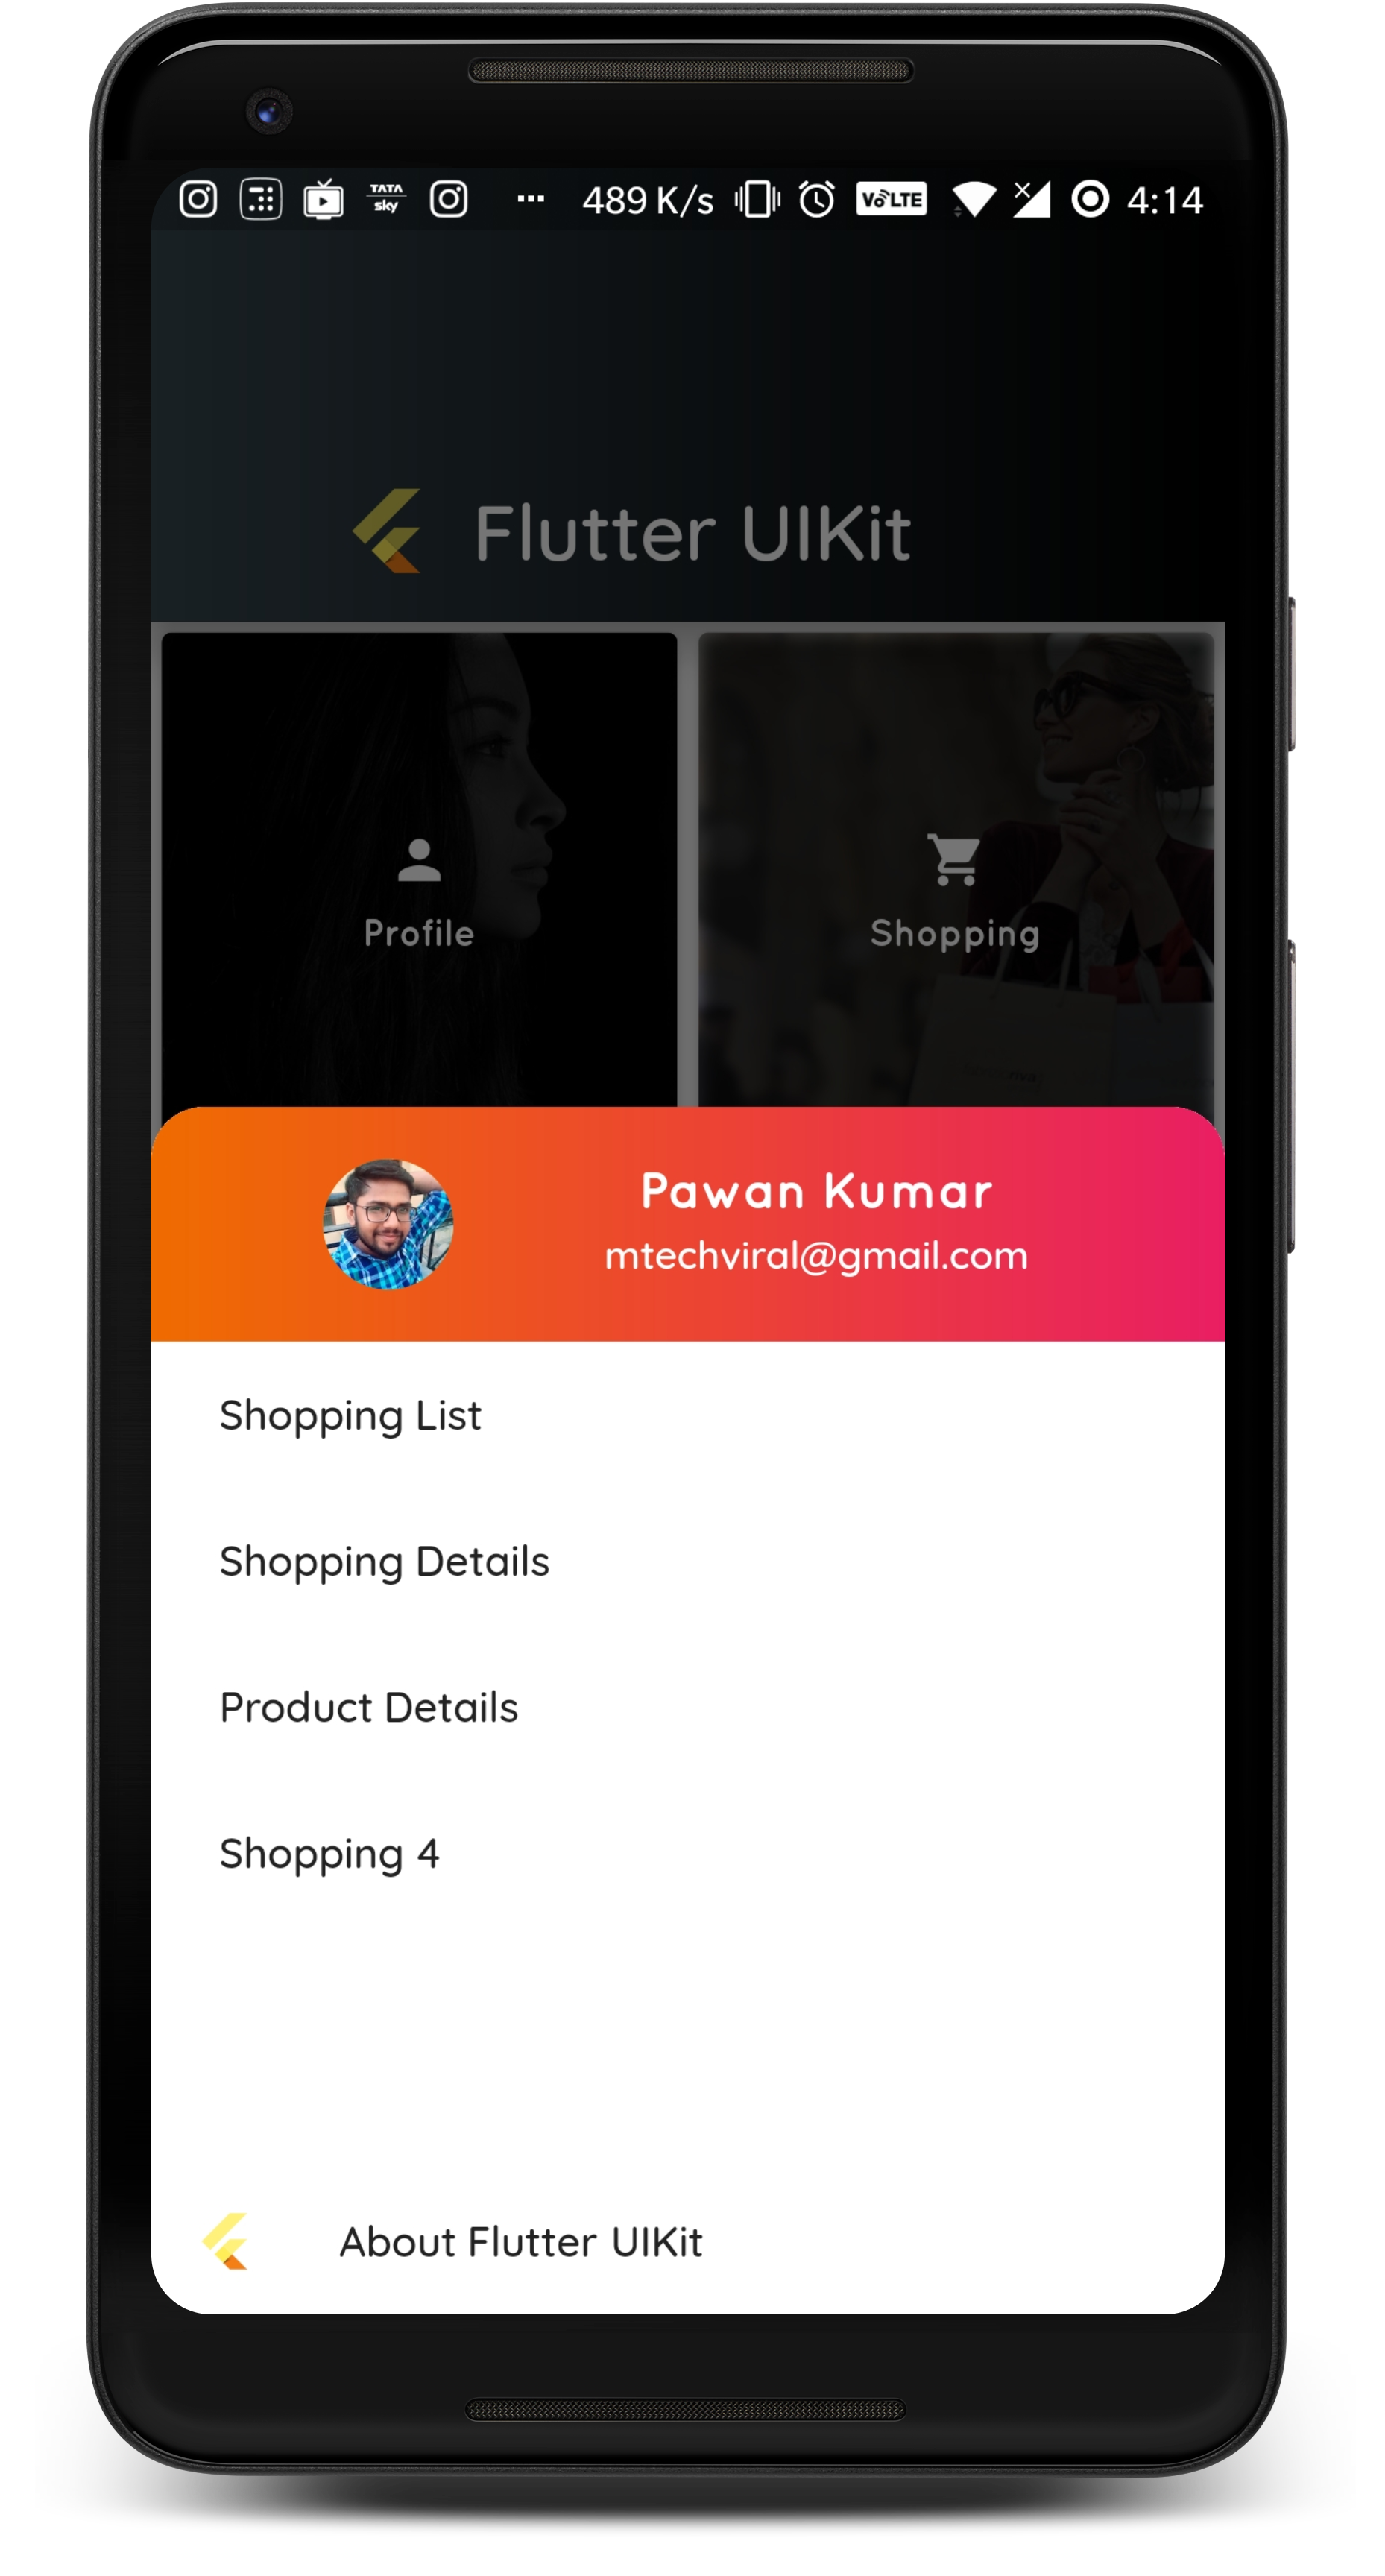 TATA
sky
489 K/s
VoLTE
4:14
Flutter UIKit
Profile
Shopping
Pawan Kumar
mtechviral@gmail.com
Shopping List
Shopping Details
Product Details
Shopping 4
About Flutter UIKit